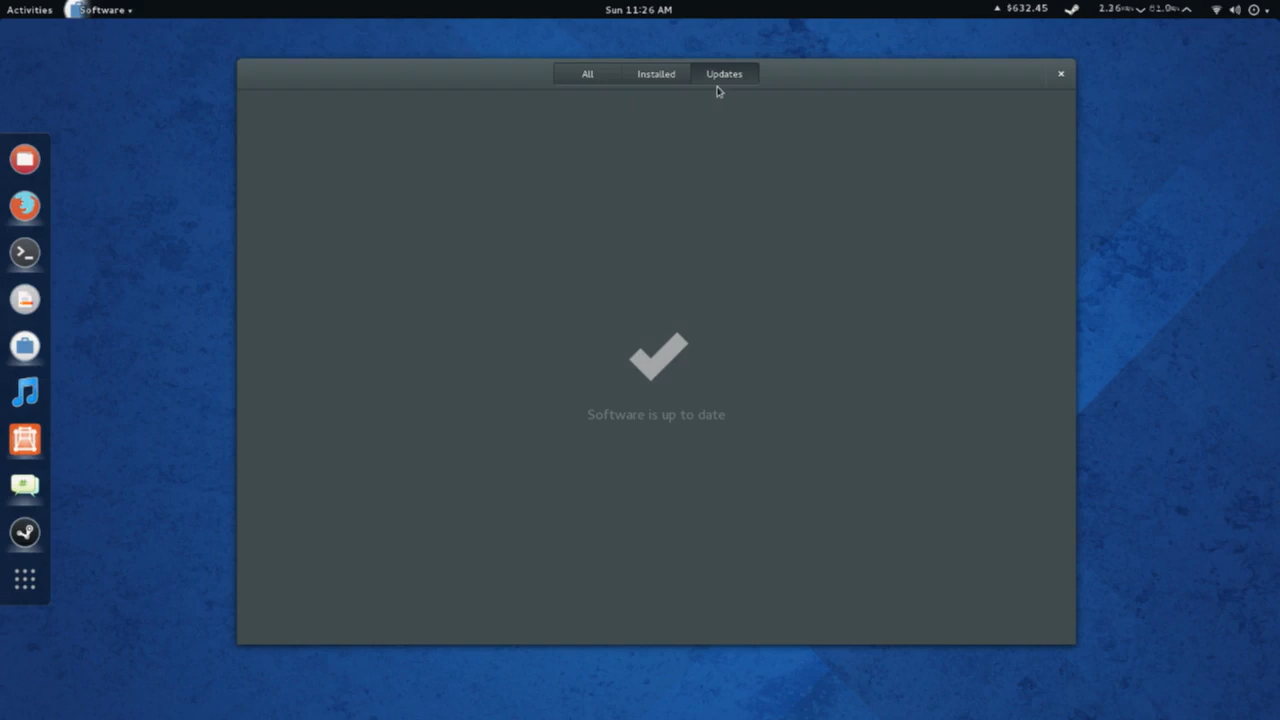 Activities Software Sun 11:26 AM $632.45
All Installed Updates
Software is up to date